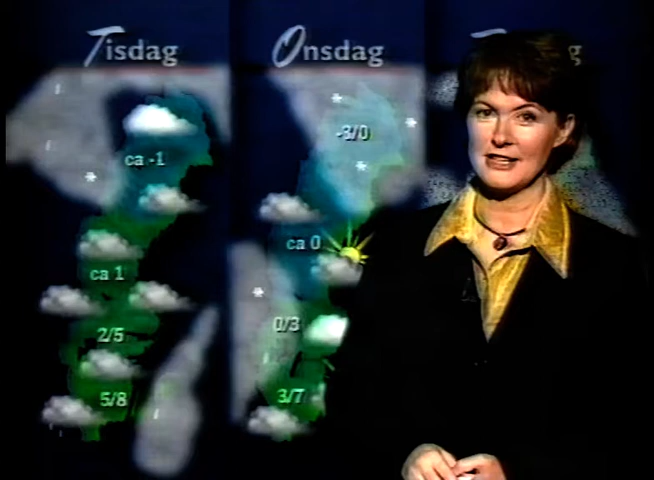 Tisdag
ca -1
ca 1
2/5
5/8
Onsdag
-3/0
ca 0
0/3
3/7